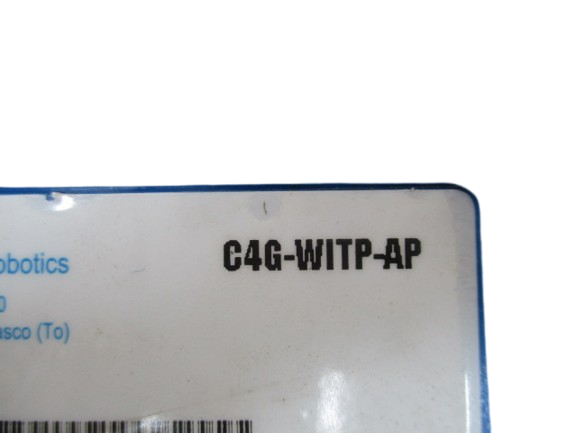 obotics
C4G-WITP-AP
0
asco (To)